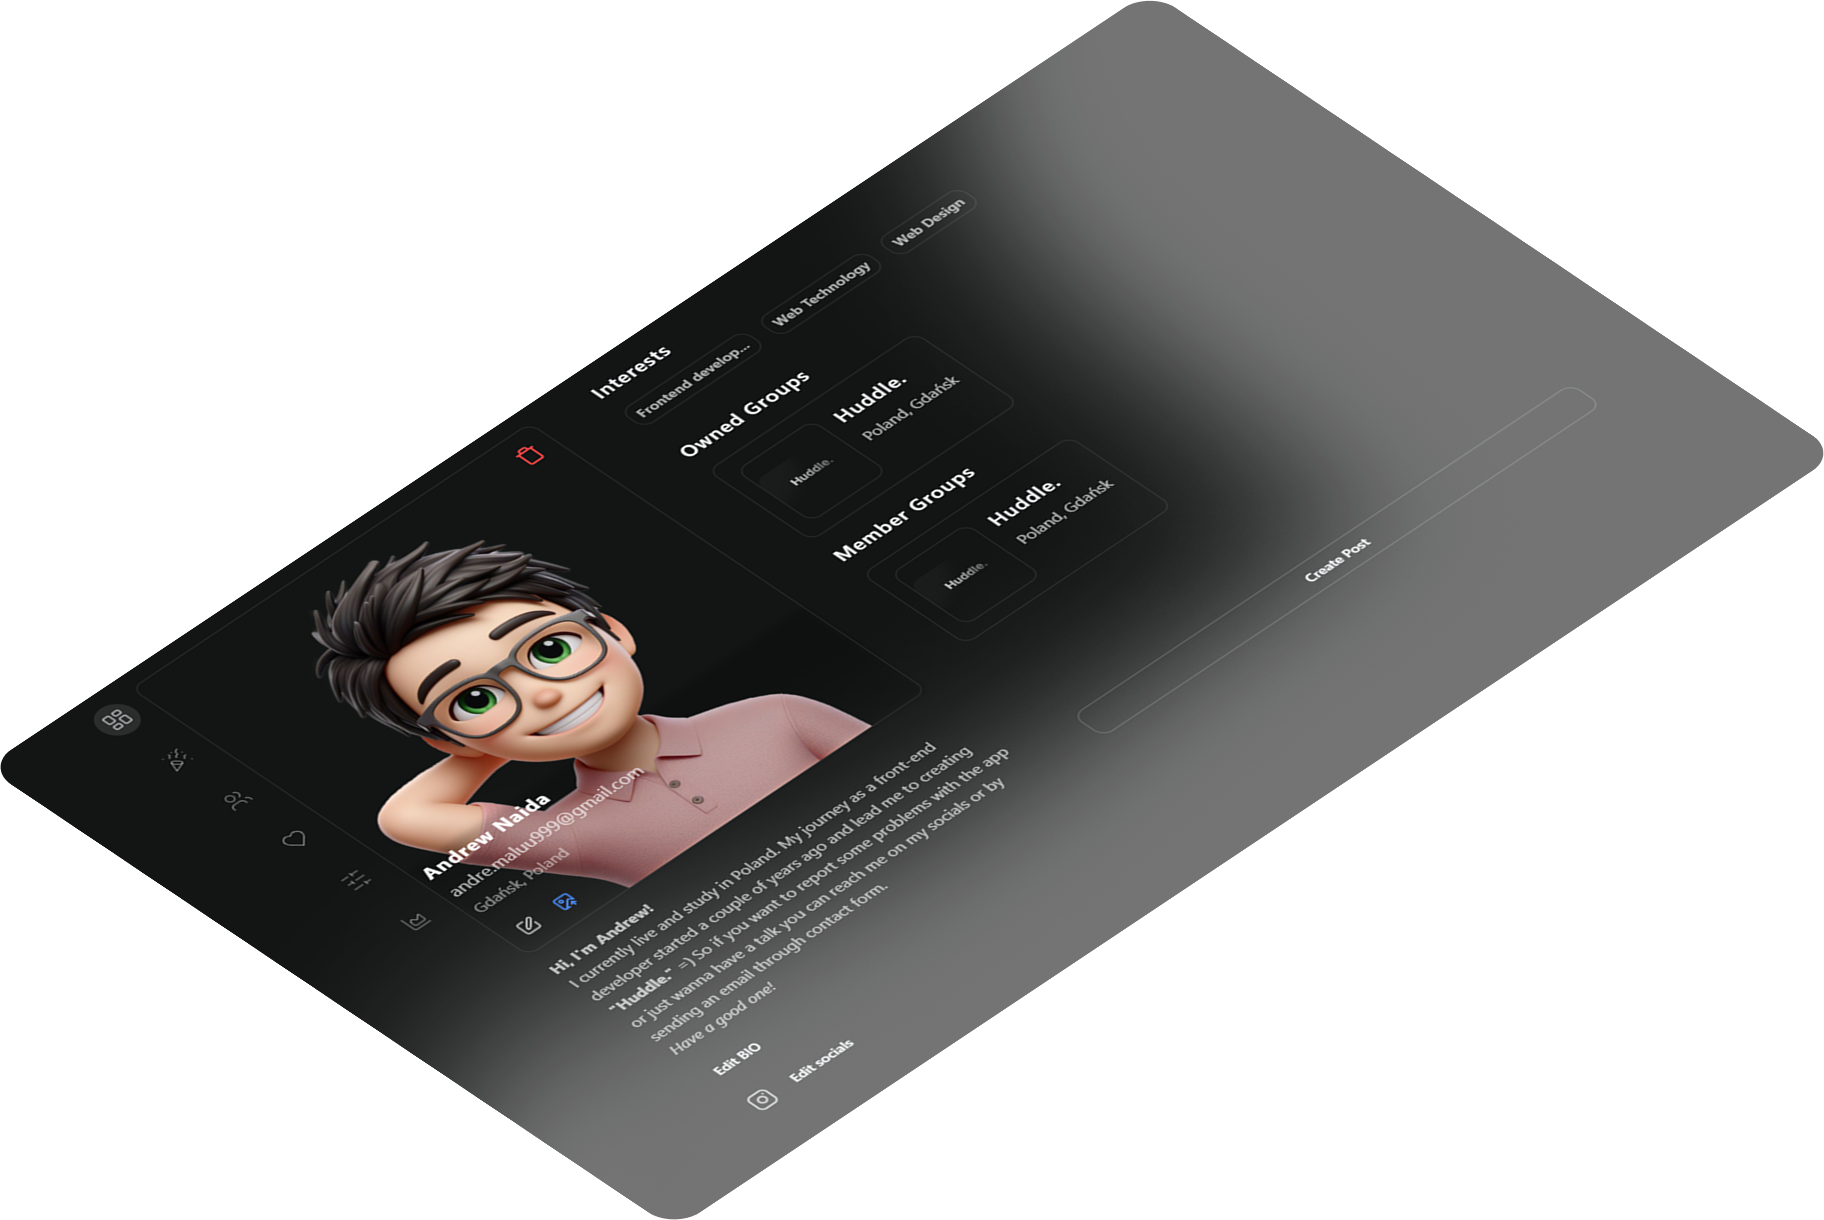 Andrew Naida
andre.maluu999@gmail.com
Gdańsk, Poland
Hi, I'm Andrew!
I currently live and study in Poland. My journey as a front-end
developer started a couple of years ago and lead me to creating
"Huddle." =) So if you want to report some problems with the app
or just wanna have a talk you can reach me on my socials or by
sending an email through contact form.
Have a good one!
Edit BIO
Edit socials
Interests
Frontend develop...
Web Technology
Web Design
Owned Groups
Huddle.
Huddle.
Poland, Gdańsk
Member Groups
Huddle.
Huddle.
Poland, Gdańsk
Create Post